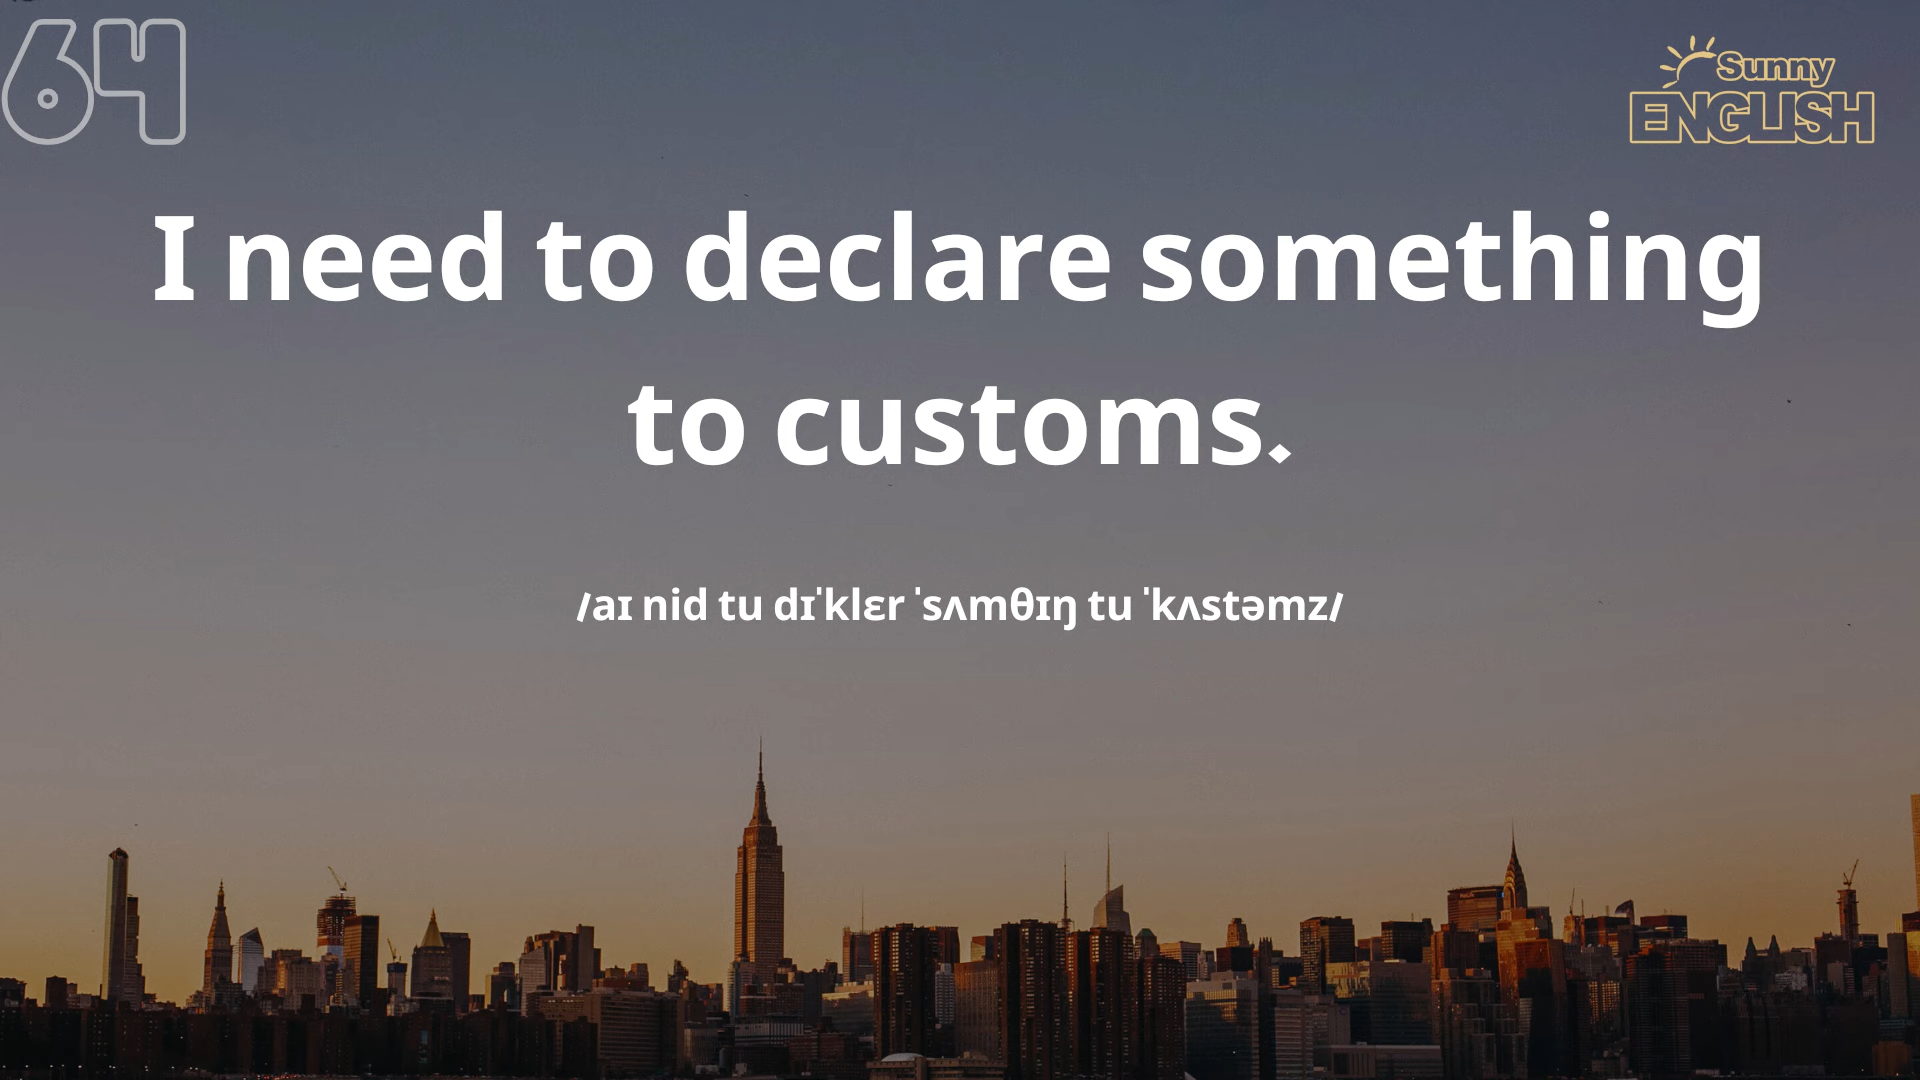 64
Sunny
ENGLISH
I need to declare something
to customs.
/aɪ nid tu dɪˈklɛr ˈsʌmθɪŋ tu ˈkʌstəmz/